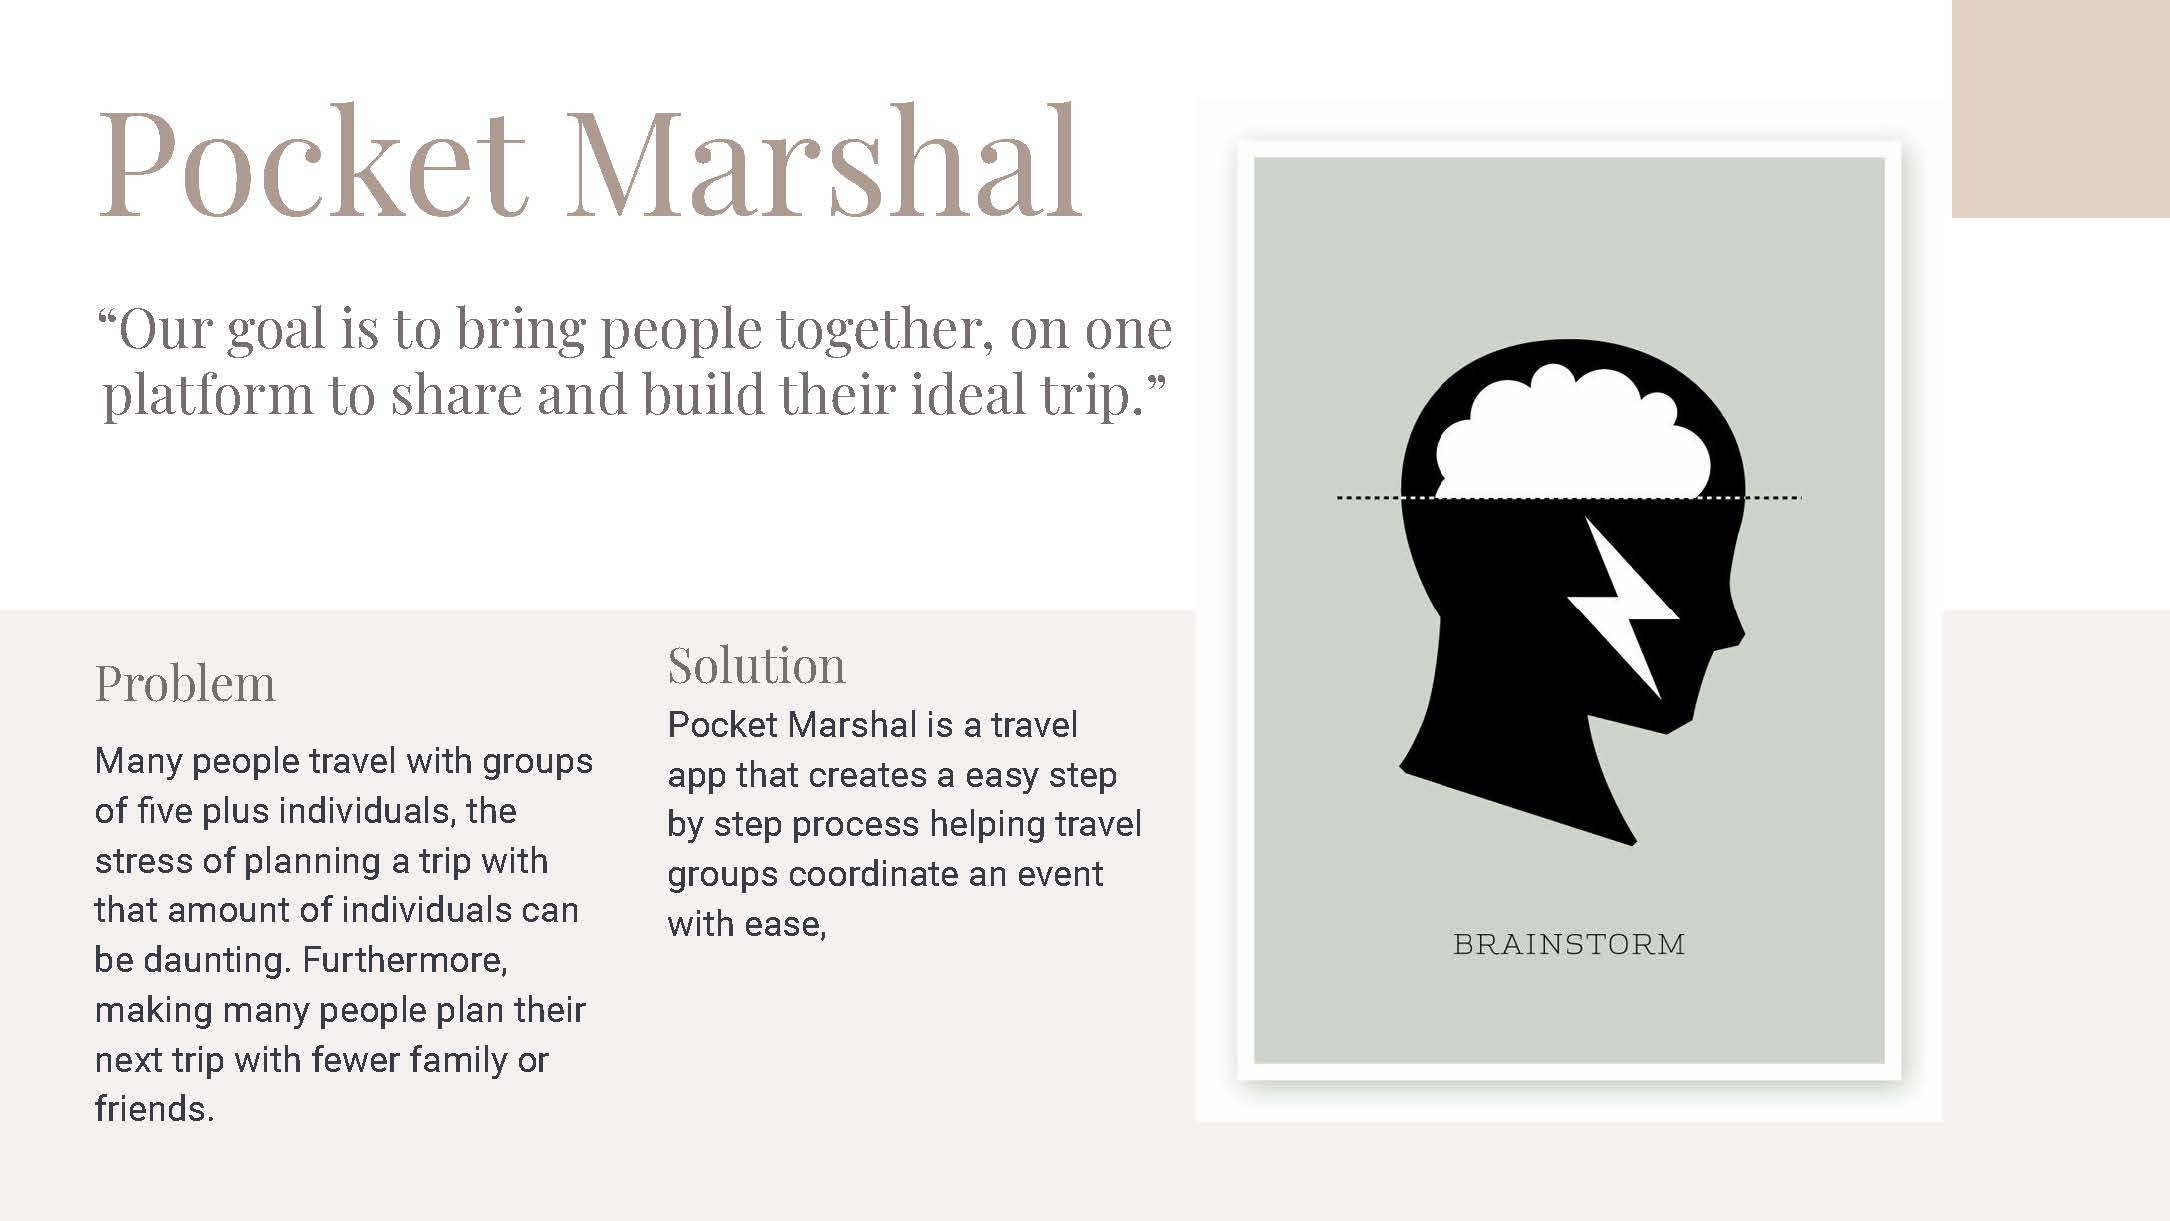 Pocket Marshal
“Our goal is to bring people together, on one
platform to share and build their ideal trip.”
Problem
Many people travel with groups
of five plus individuals, the
stress of planning a trip with
that amount of individuals can
be daunting. Furthermore,
making many people plan their
next trip with fewer family or
friends.
Solution
Pocket Marshal is a travel
app that creates a easy step
by step process helping travel
groups coordinate an event
with ease,
BRAINSTORM